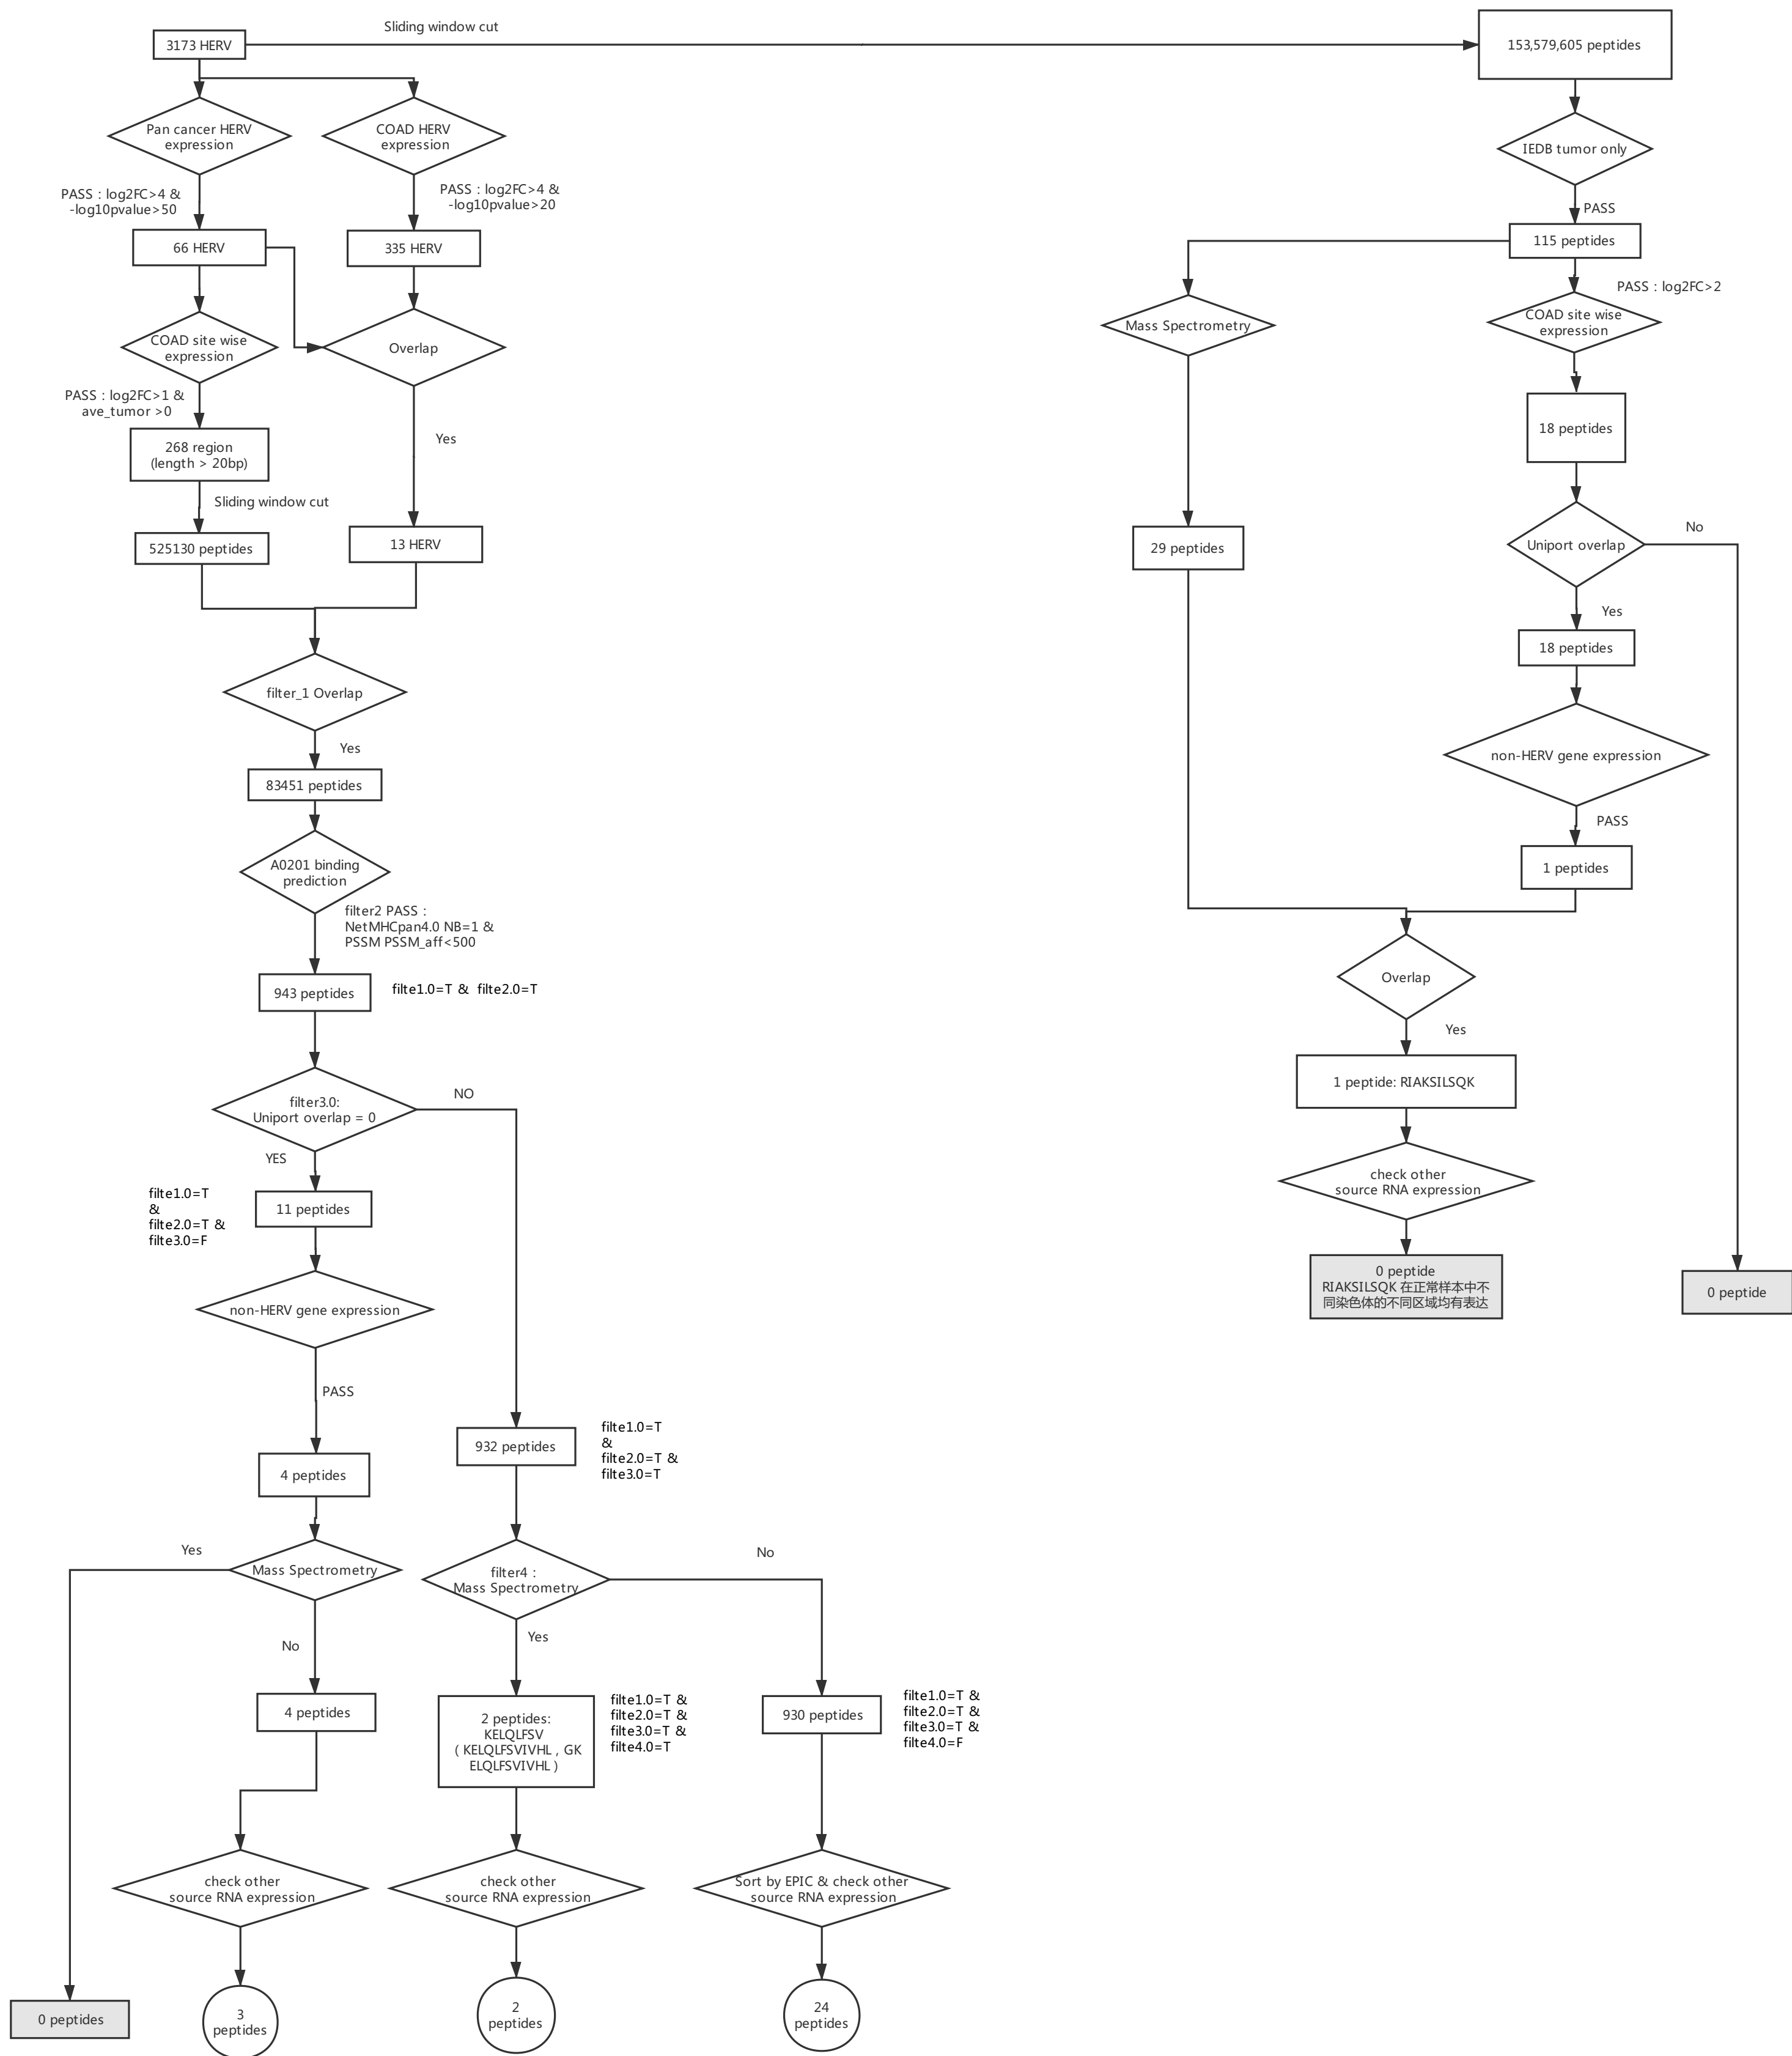 Sliding window cut
3173 HERV
153,579,605 peptides
Pan cancer HERV
expression
COAD HERV
expression
IEDB tumor only
PASS : log2FC>4 &
-log10pvalue>50
PASS : log2FC>4 &
-log10pvalue>20
PASS
66 HERV
335 HERV
115 peptides
PASS : log2FC>2
COAD site wise
expression
Overlap
Mass Spectrometry
COAD site wise
expression
PASS : log2FC>1 &
ave_tumor >0
Yes
18 peptides
268 region
(length > 20bp)
Sliding window cut
525130 peptides
13 HERV
29 peptides
Uniport overlap
No
Yes
18 peptides
filter_1 Overlap
Yes
non-HERV gene expression
83451 peptides
PASS
A0201 binding
prediction
1 peptides
filter2 PASS :
NetMHCpan4.0 NB=1 &
PSSM PSSM_aff<500
Overlap
943 peptides
filte1.0=T & filte2.0=T
Yes
1 peptide: RIAKSILSQK
filter3.0:
Uniport overlap = 0
NO
YES
check other
source RNA expression
filte1.0=T
&
filte2.0=T &
filte3.0=F
11 peptides
0 peptide
RIAKSILSQK 在正常样本中不
同染色体的不同区域均有表达
0 peptide
non-HERV gene expression
PASS
4 peptides
932 peptides
filte1.0=T
&
filte2.0=T &
filte3.0=T
Yes
Mass Spectrometry
filter4 :
Mass Spectrometry
No
No
Yes
4 peptides
2 peptides:
KELQLFSV
( KELQLFSVIVHL , GK
ELQLFSVIVHL )
filte1.0=T &
filte2.0=T &
filte3.0=T &
filte4.0=T
930 peptides
filte1.0=T &
filte2.0=T &
filte3.0=T &
filte4.0=F
check other
source RNA expression
check other
source RNA expression
Sort by EPIC & check other
source RNA expression
0 peptides
3
peptides
2
peptides
24
peptides